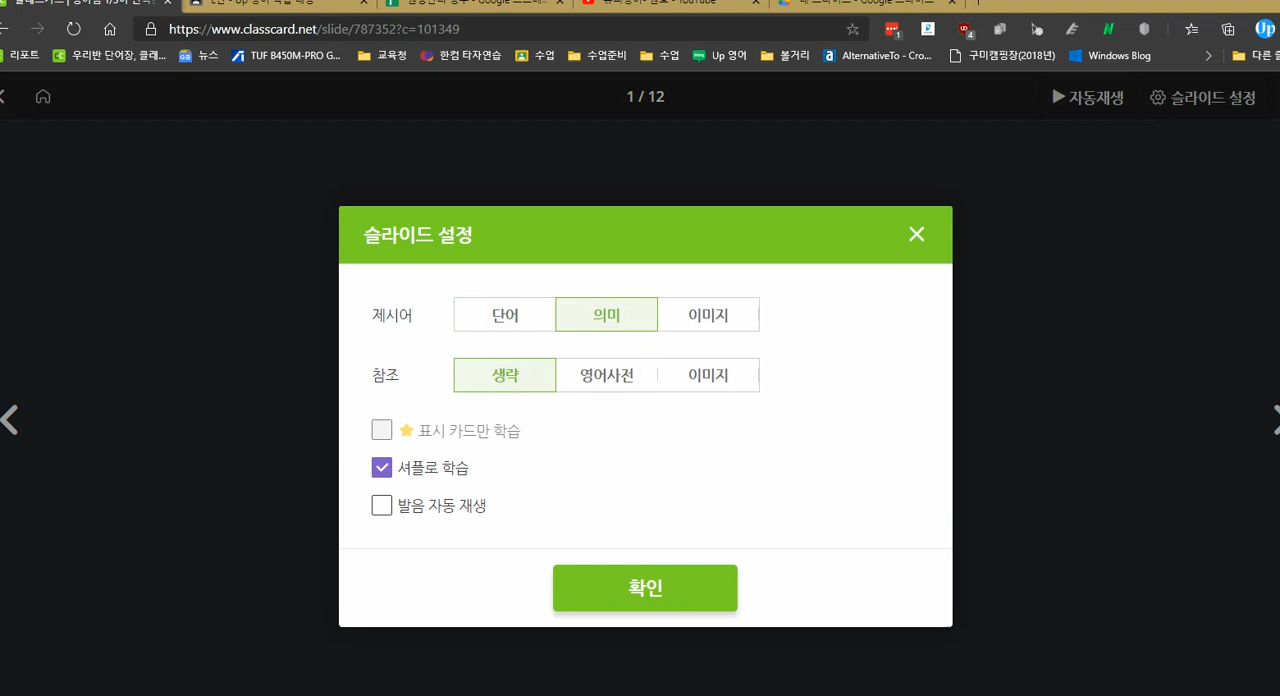 https://www.classcard.net/slide/787352?c=101349
리포트 우리반 단어장, 클래... 뉴스 TUF B450M-PRO G... 교육청 한컴 타자연습 수업 수업준비 수업 Up 영어 볼거리 AlternativeTo - Cro... 구미캠핑장(2018년) Windows Blog 다른
1 / 12 자동재생 슬라이드 설정
슬라이드 설정
제시어 단어 의미 이미지
참조 생략 영어사전 이미지
표시 카드만 학습
셔플로 학습
발음 자동 재생
확인